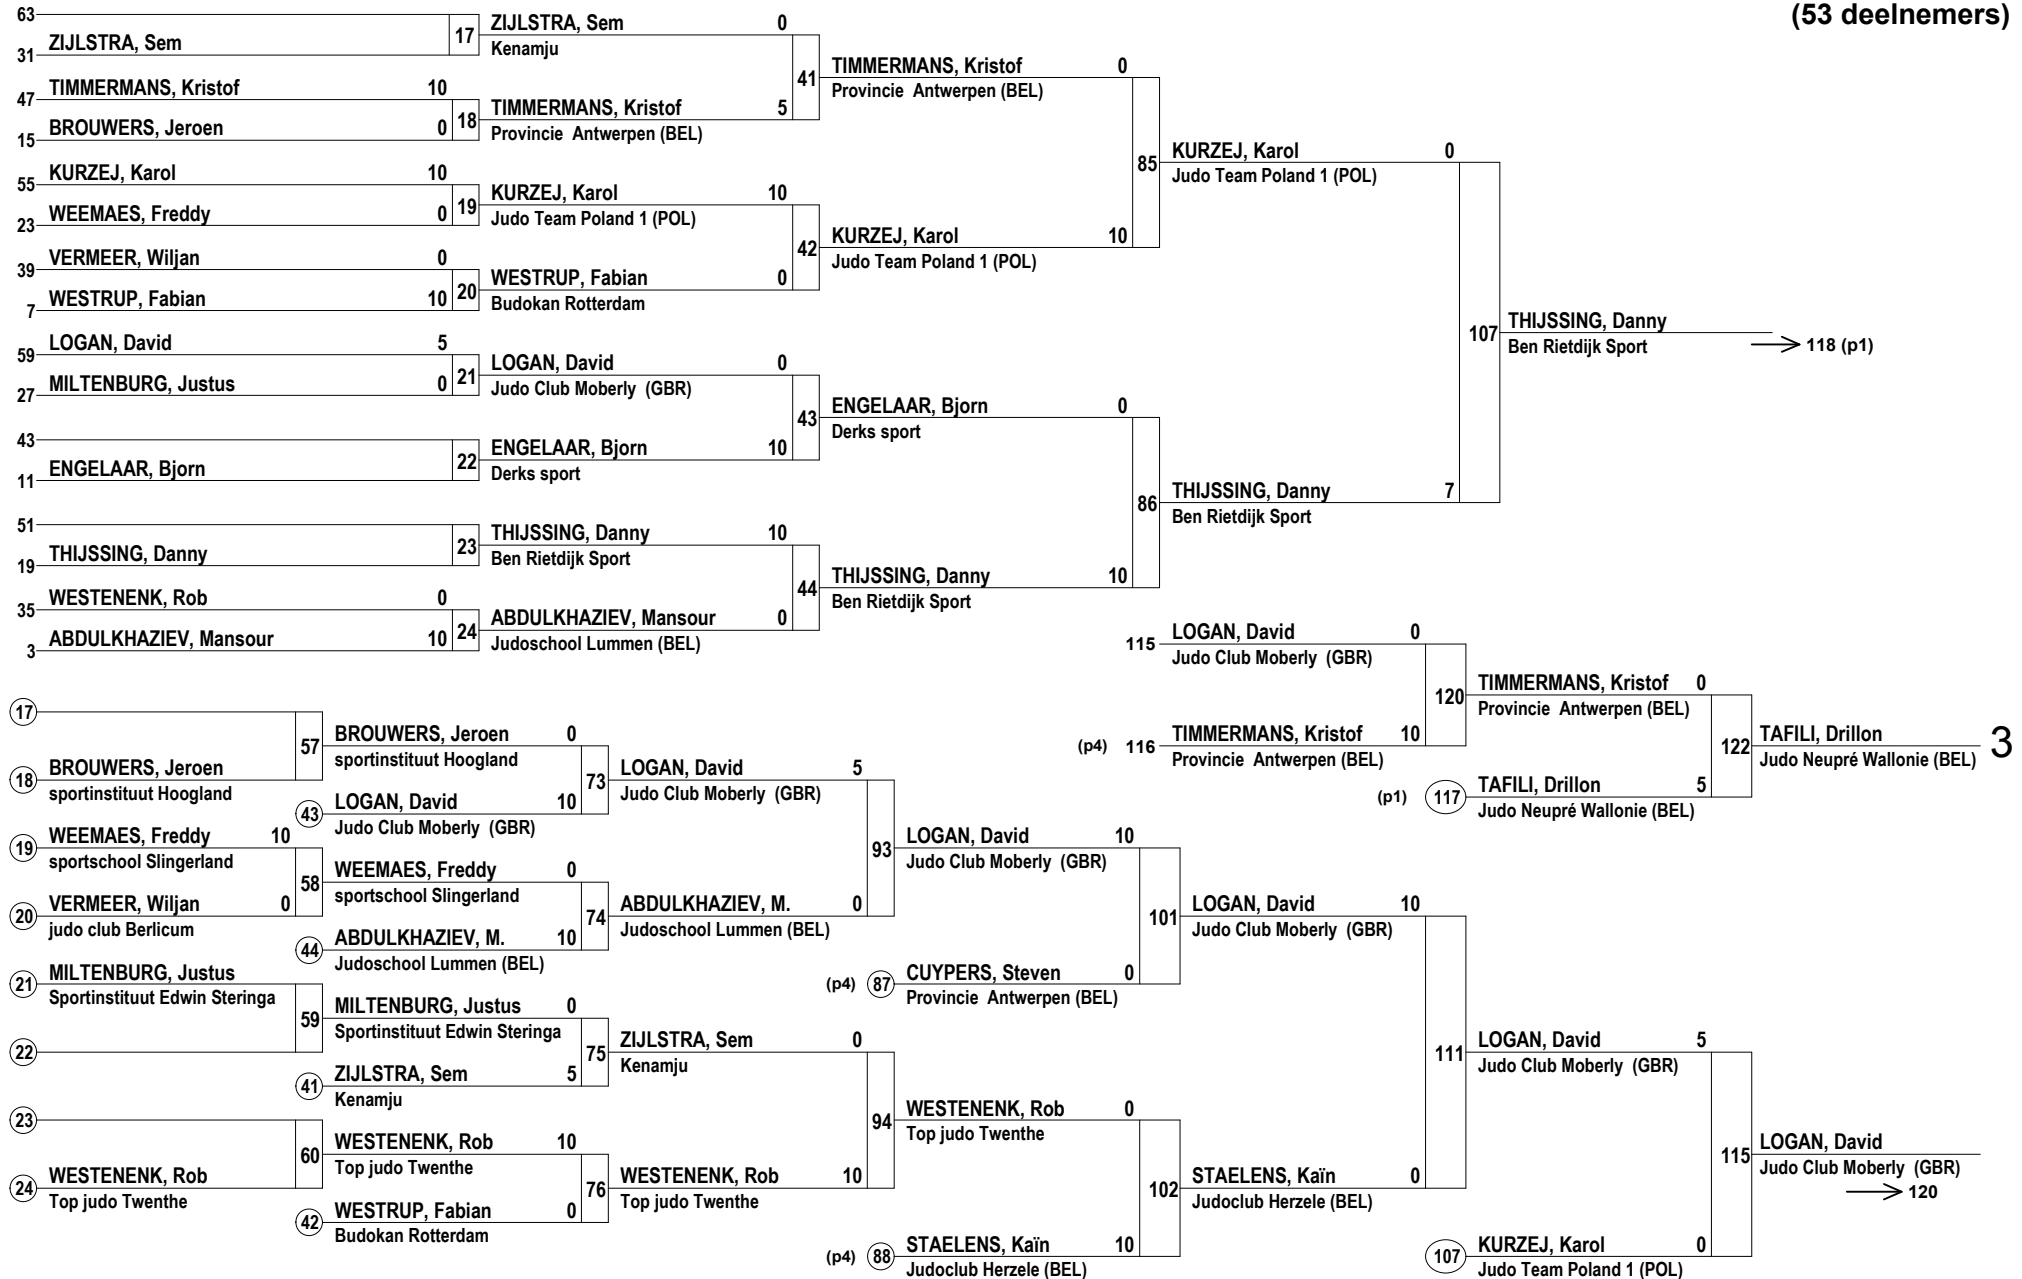 (53 deelnemers)
63
ZIJLSTRA, Sem
31
17
ZIJLSTRA, Sem 0
Kenamju
47
TIMMERMANS, Kristof 10
BROUWERS, Jeroen 0
15
18
TIMMERMANS, Kristof 5
Provincie Antwerpen (BEL)
41
TIMMERMANS, Kristof 0
Provincie Antwerpen (BEL)
55
KURZEJ, Karol 10
WEEMAES, Freddy 0
23
19
KURZEJ, Karol 10
Judo Team Poland 1 (POL)
39
VERMEER, Wiljan 0
WESTRUP, Fabian 10
7
20
WESTRUP, Fabian 0
Budokan Rotterdam
42
KURZEJ, Karol 10
Judo Team Poland 1 (POL)
85
KURZEJ, Karol 0
Judo Team Poland 1 (POL)
59
LOGAN, David 5
MILTENBURG, Justus 0
27
21
LOGAN, David 0
Judo Club Moberly (GBR)
43
ENGELAAR, Bjorn
11
22
ENGELAAR, Bjorn 10
Derks sport
43
ENGELAAR, Bjorn 0
Derks sport
51
THIJSSING, Danny
19
23
THIJSSING, Danny 10
Ben Rietdijk Sport
35
WESTENENK, Rob 0
ABDULKHAZIEV, Mansour 10
3
24
ABDULKHAZIEV, Mansour 0
Judoschool Lummen (BEL)
44
THIJSSING, Danny 10
Ben Rietdijk Sport
86
THIJSSING, Danny 7
Ben Rietdijk Sport
107
THIJSSING, Danny
Ben Rietdijk Sport
118 (p1)
115
LOGAN, David 0
Judo Club Moberly (GBR)
(p4) 116
TIMMERMANS, Kristof 10
Provincie Antwerpen (BEL)
120
TIMMERMANS, Kristof 0
Provincie Antwerpen (BEL)
(p1) 117
TAFILI, Drillon 5
Judo Neupré Wallonie (BEL)
122
TAFILI, Drillon
Judo Neupré Wallonie (BEL)
3
17
18
BROUWERS, Jeroen
sportinstituut Hoogland
57
BROUWERS, Jeroen 0
sportinstituut Hoogland
43
LOGAN, David 10
Judo Club Moberly (GBR)
73
LOGAN, David 5
Judo Club Moberly (GBR)
19
WEEMAES, Freddy 10
sportschool Slingerland
20
VERMEER, Wiljan 0
judo club Berlicum
58
WEEMAES, Freddy 0
sportschool Slingerland
44
ABDULKHAZIEV, M. 10
Judoschool Lummen (BEL)
74
ABDULKHAZIEV, M. 0
Judoschool Lummen (BEL)
93
LOGAN, David 10
Judo Club Moberly (GBR)
(p4) 87
CUYPERS, Steven 0
Provincie Antwerpen (BEL)
101
LOGAN, David 10
Judo Club Moberly (GBR)
21
MILTENBURG, Justus
Sportinstituut Edwin Steringa
22
59
MILTENBURG, Justus 0
Sportinstituut Edwin Steringa
41
ZIJLSTRA, Sem 5
Kenamju
75
ZIJLSTRA, Sem 0
Kenamju
23
24
WESTENENK, Rob
Top judo Twenthe
60
WESTENENK, Rob 10
Top judo Twenthe
42
WESTRUP, Fabian 0
Budokan Rotterdam
76
WESTENENK, Rob 10
Top judo Twenthe
94
WESTENENK, Rob 0
Top judo Twenthe
(p4) 88
STAELENS, Kaïn 10
Judoclub Herzele (BEL)
102
STAELENS, Kaïn 0
Judoclub Herzele (BEL)
111
LOGAN, David 5
Judo Club Moberly (GBR)
107
KURZEJ, Karol 0
Judo Team Poland 1 (POL)
115
LOGAN, David
Judo Club Moberly (GBR)
120